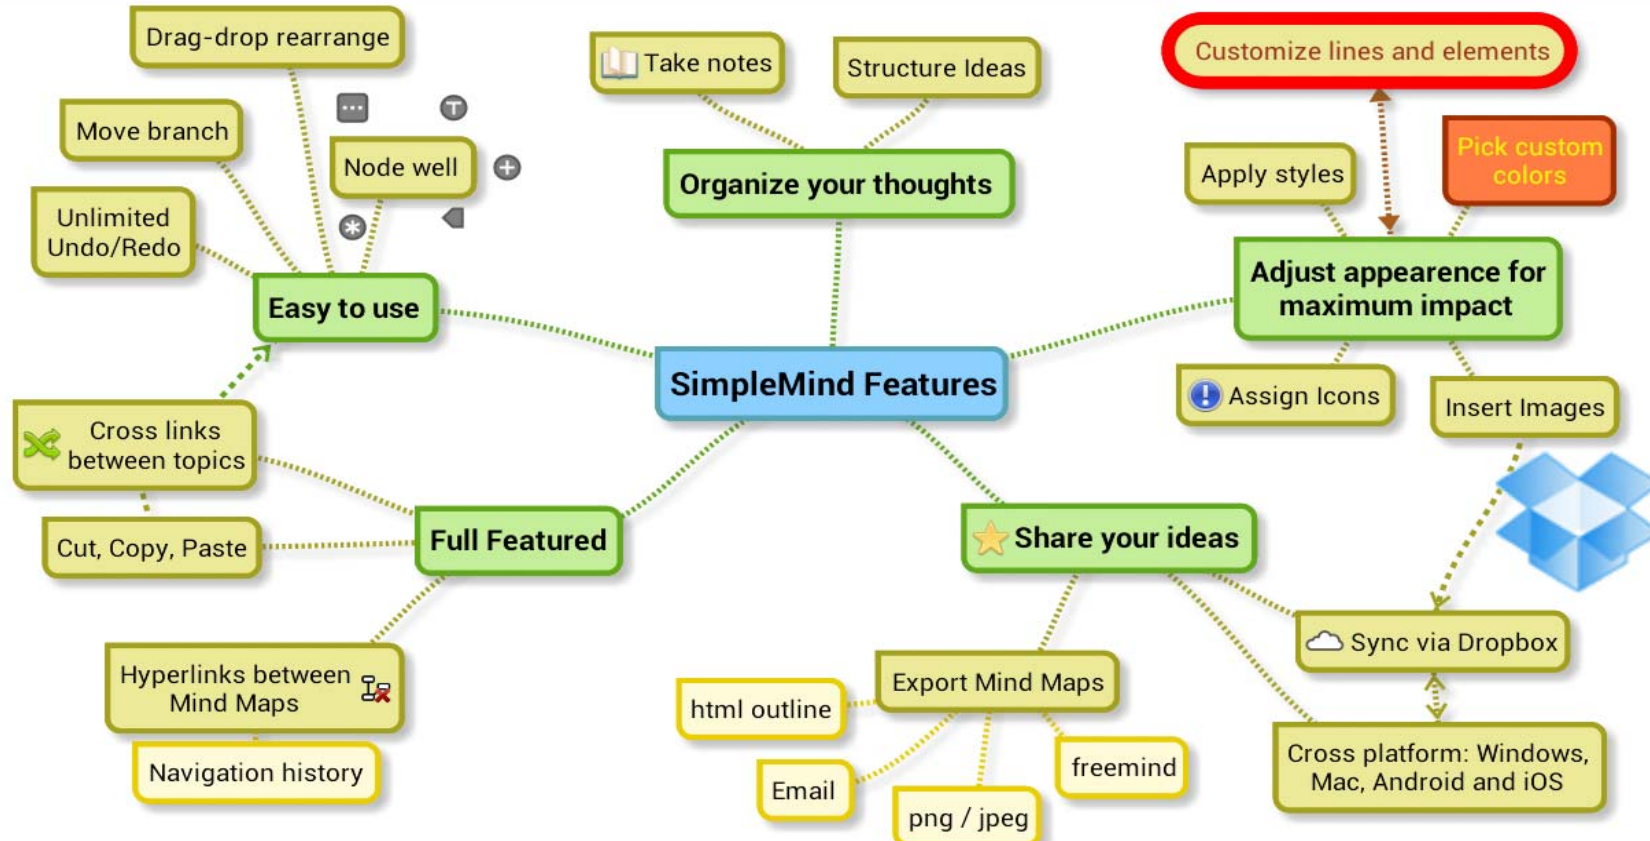 Drag-drop rearrange
Take notes
Structure Ideas
Customize lines and elements
Move branch
Node well
Organize your thoughts
Apply styles
Pick custom
colors
Unlimited
Undo/Redo
Easy to use
Adjust appearence for
maximum impact
SimpleMind Features
Assign Icons
Insert Images
Cross links
between topics
Cut, Copy, Paste
Full Featured
Share your ideas
Sync via Dropbox
Hyperlinks between
Mind Maps
Navigation history
Export Mind Maps
html outline
Email
png / jpeg
freemind
Cross platform: Windows,
Mac, Android and iOS